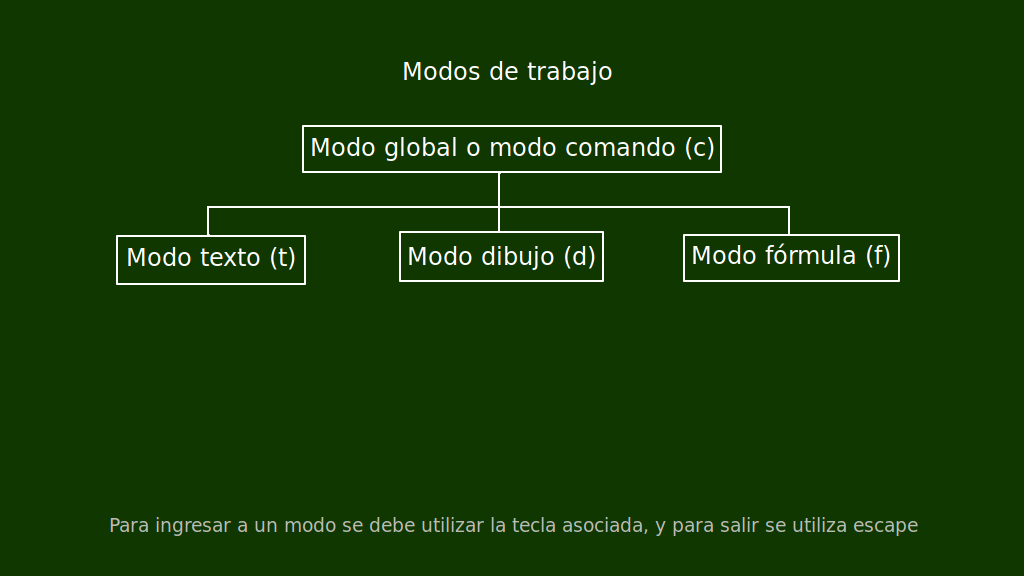 Modos de trabajo
Modo global o modo comando (c)
Modo texto (t)
Modo dibujo (d)
Modo fórmula (f)
Para ingresar a un modo se debe utilizar la tecla asociada, y para salir se utiliza escape